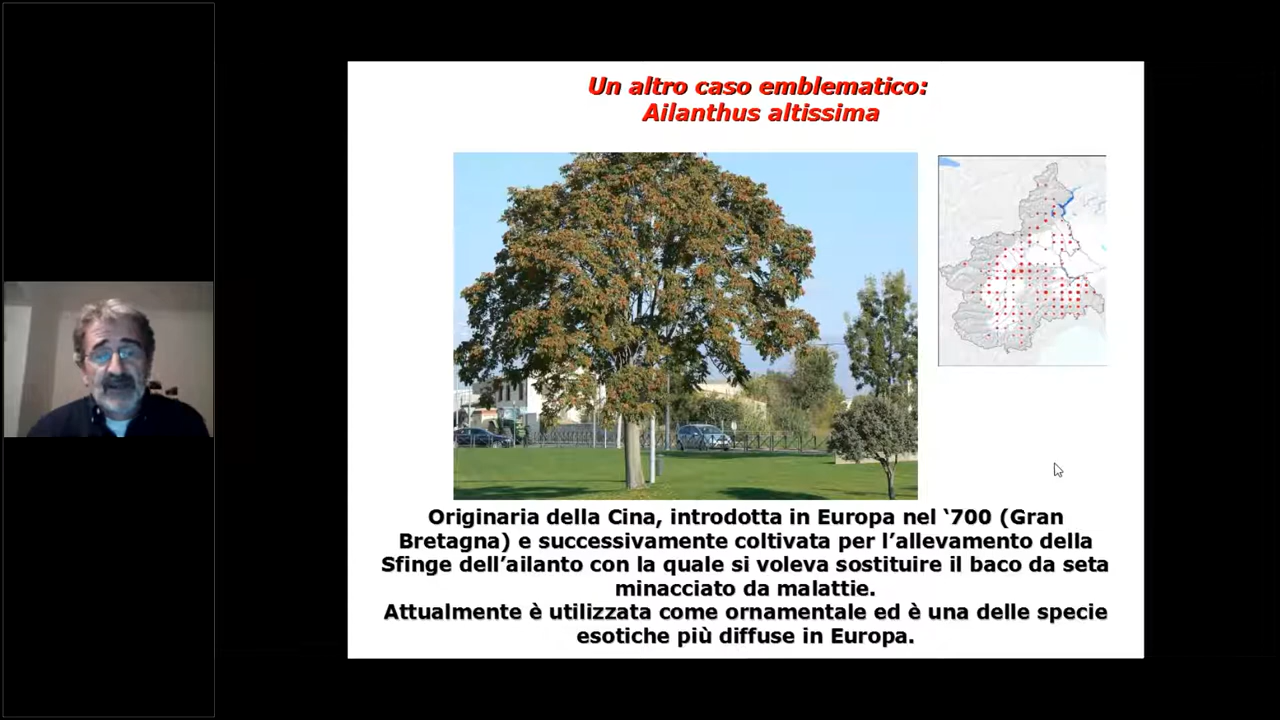 Un altro caso emblematico:
Ailanthus altissima
Originaria della Cina, introdotta in Europa nel ‘700 (Gran
Bretagna) e successivamente coltivata per l’allevamento della
Sfinge dell’ailanto con la quale si voleva sostituire il baco da seta
minacciato da malattie.
Attualmente è utilizzata come ornamentale ed è una delle specie
esotiche più diffuse in Europa.